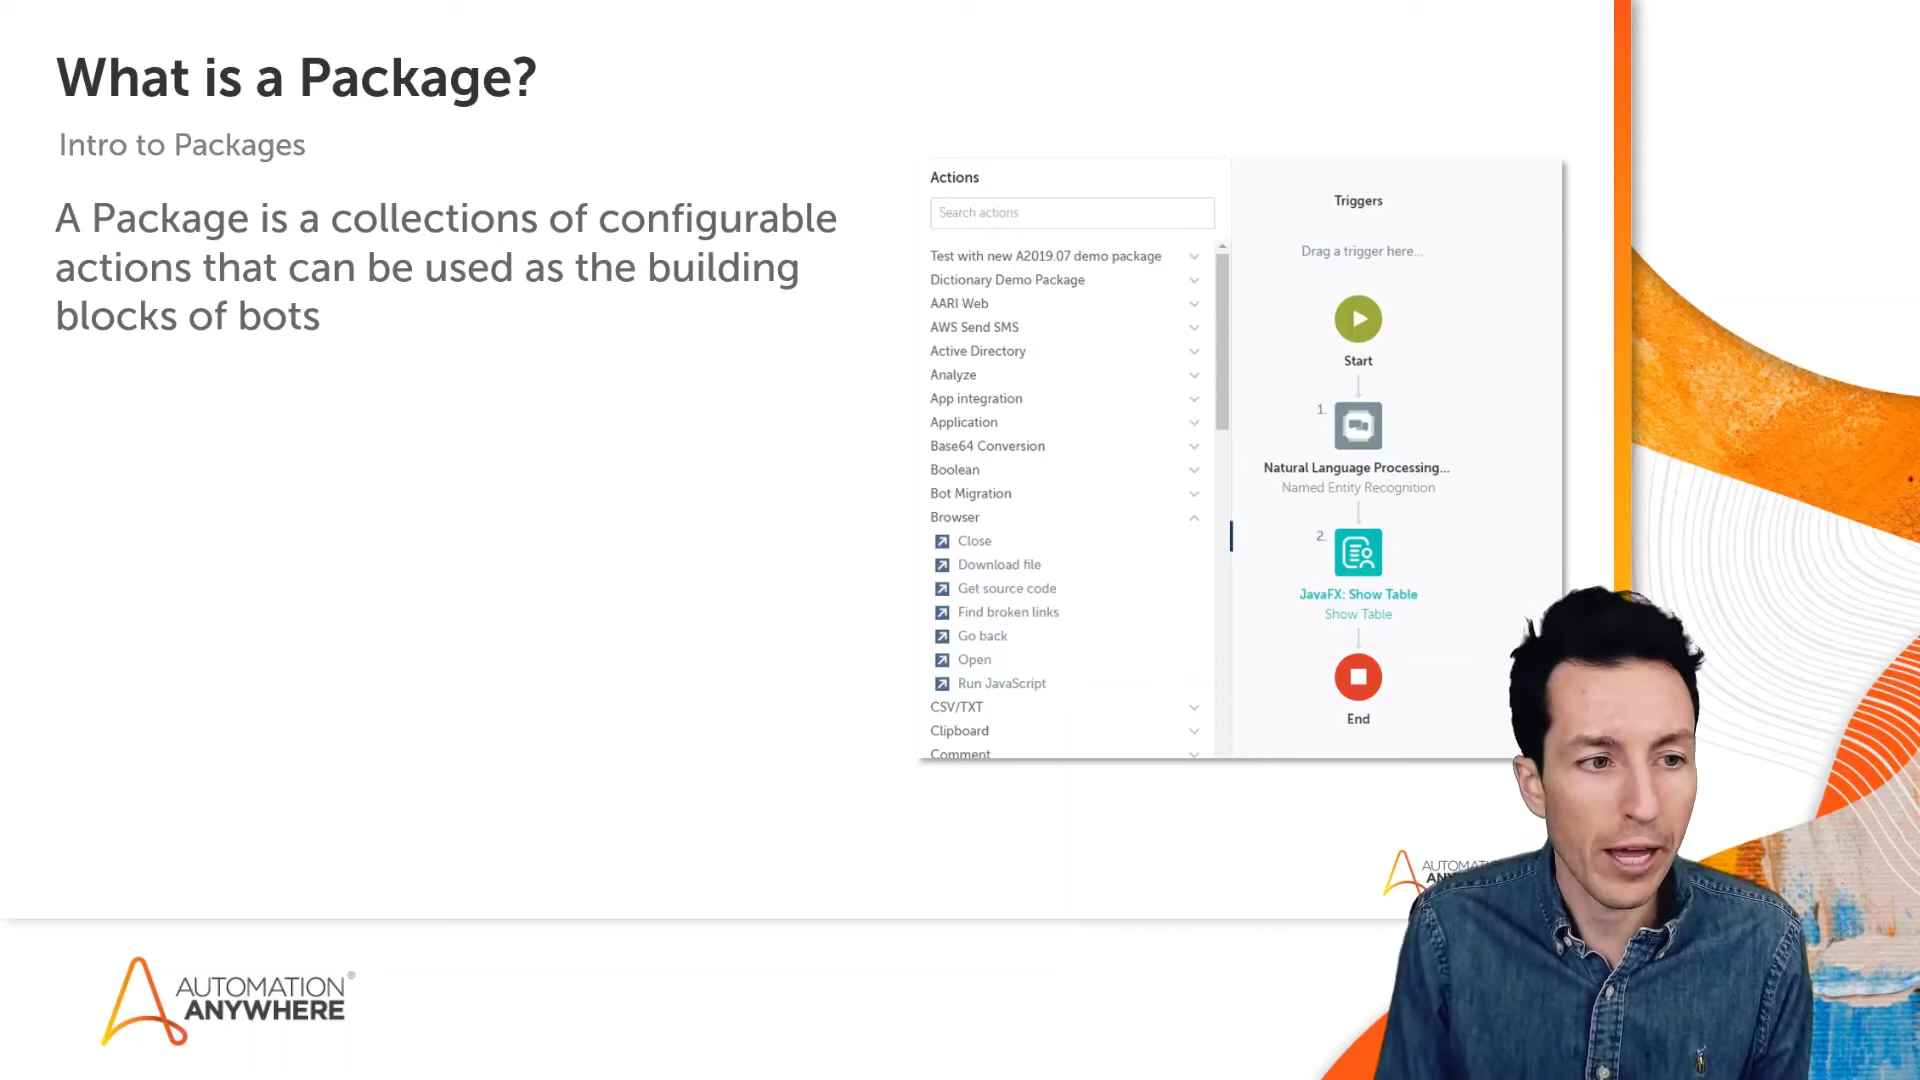 What is a Package?
Intro to Packages
A Package is a collections of configurable
actions that can be used as the building
blocks of bots
Actions
Search actions
Test with new A2019.07 demo package
Dictionary Demo Package
AARI Web
AWS Send SMS
Active Directory
Analyze
App integration
Application
Base64 Conversion
Boolean
Bot Migration
Browser
Close
Download file
Get source code
Find broken links
Go back
Open
Run JavaScript
CSV/TXT
Clipboard
Comment
Triggers
Drag a trigger here...
Start
1.
Natural Language Processing...
Named Entity Recognition
2.
JavaFX: Show Table
Show Table
End
AUTOMATION
ANYWHERE®